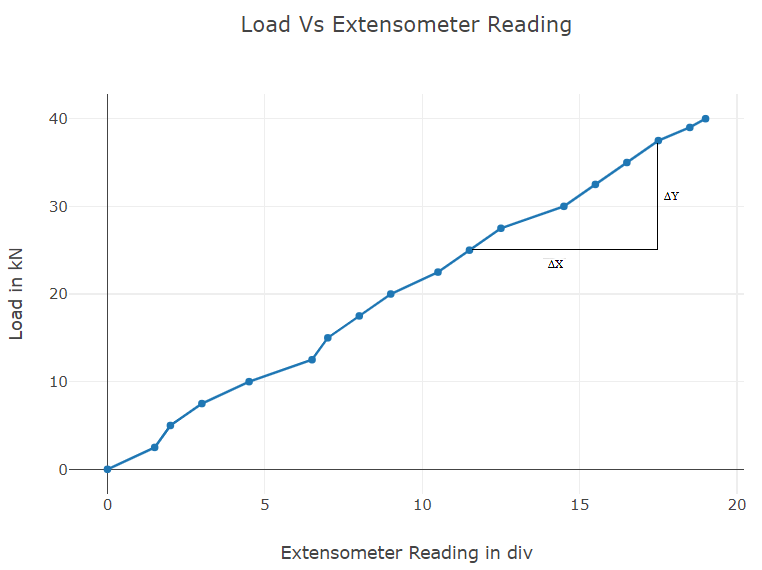 Load Vs Extensometer Reading
40
30
20
10
0
Load in kN
ΔY
ΔX
0 5 10 15 20
Extensometer Reading in div